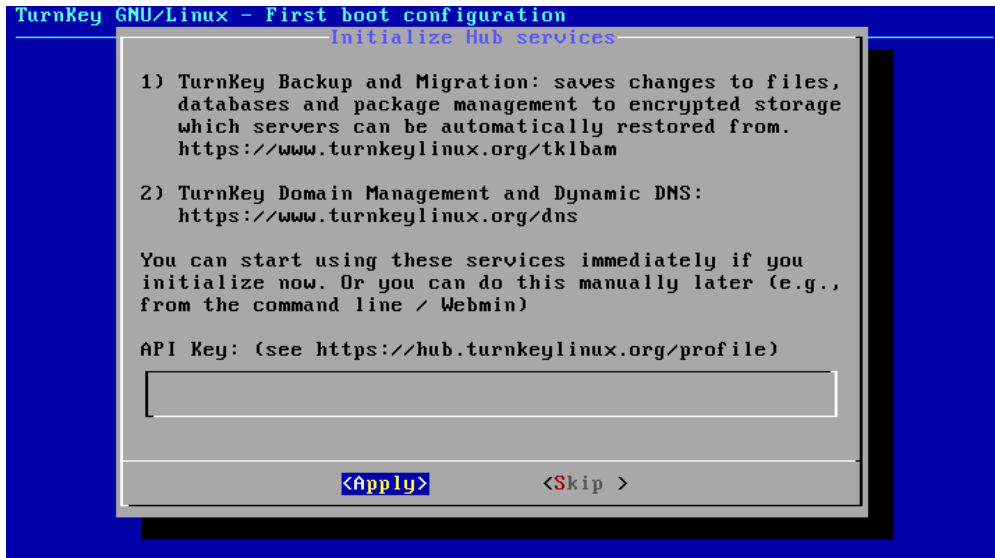 TurnKey GNU/Linux - First boot configuration
Initialize Hub services
1) TurnKey Backup and Migration: saves changes to files,
databases and package management to encrypted storage
which servers can be automatically restored from.
https://www.turnkeylinux.org/tklbam
2) TurnKey Domain Management and Dynamic DNS:
https://www.turnkeylinux.org/dns
You can start using these services immediately if you
initialize now. Or you can do this manually later (e.g.,
from the command line / Webmin)
API Key: (see https://hub.turnkeylinux.org/profile)
<Apply> <Skip >